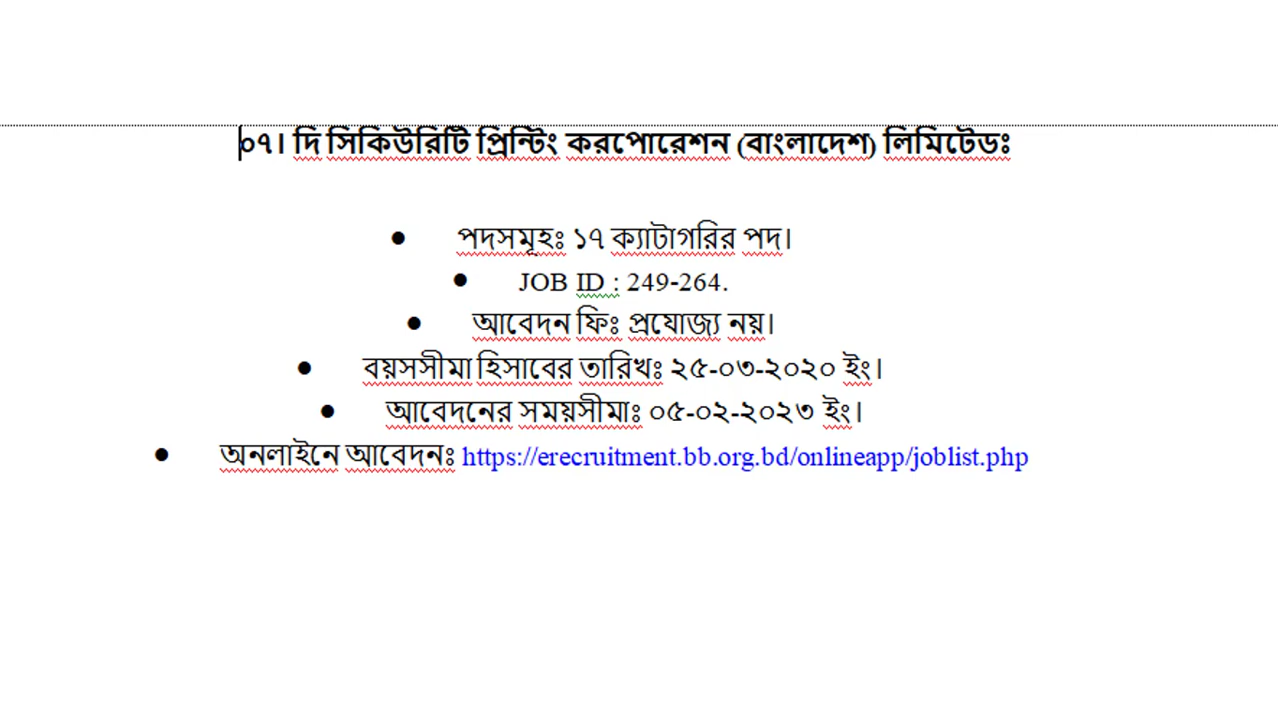 ০৭। দি সিকিউরিটি প্রিন্টিং করপোরেশন (বাংলাদেশ) লিমিটেডঃ
● পদসমূহঃ ১৭ ক্যাটাগরির পদ।
● JOB ID : 249-264.
● আবেদন ফিঃ প্রযোজ্য নয়।
● বয়সসীমা হিসাবের তারিখঃ ২৫-০৩-২০২০ ইং।
● আবেদনের সময়সীমাঃ ০৫-০২-২০২৩ ইং।
● অনলাইনে আবেদনঃ https://erecruitment.bb.org.bd/onlineapp/joblist.php